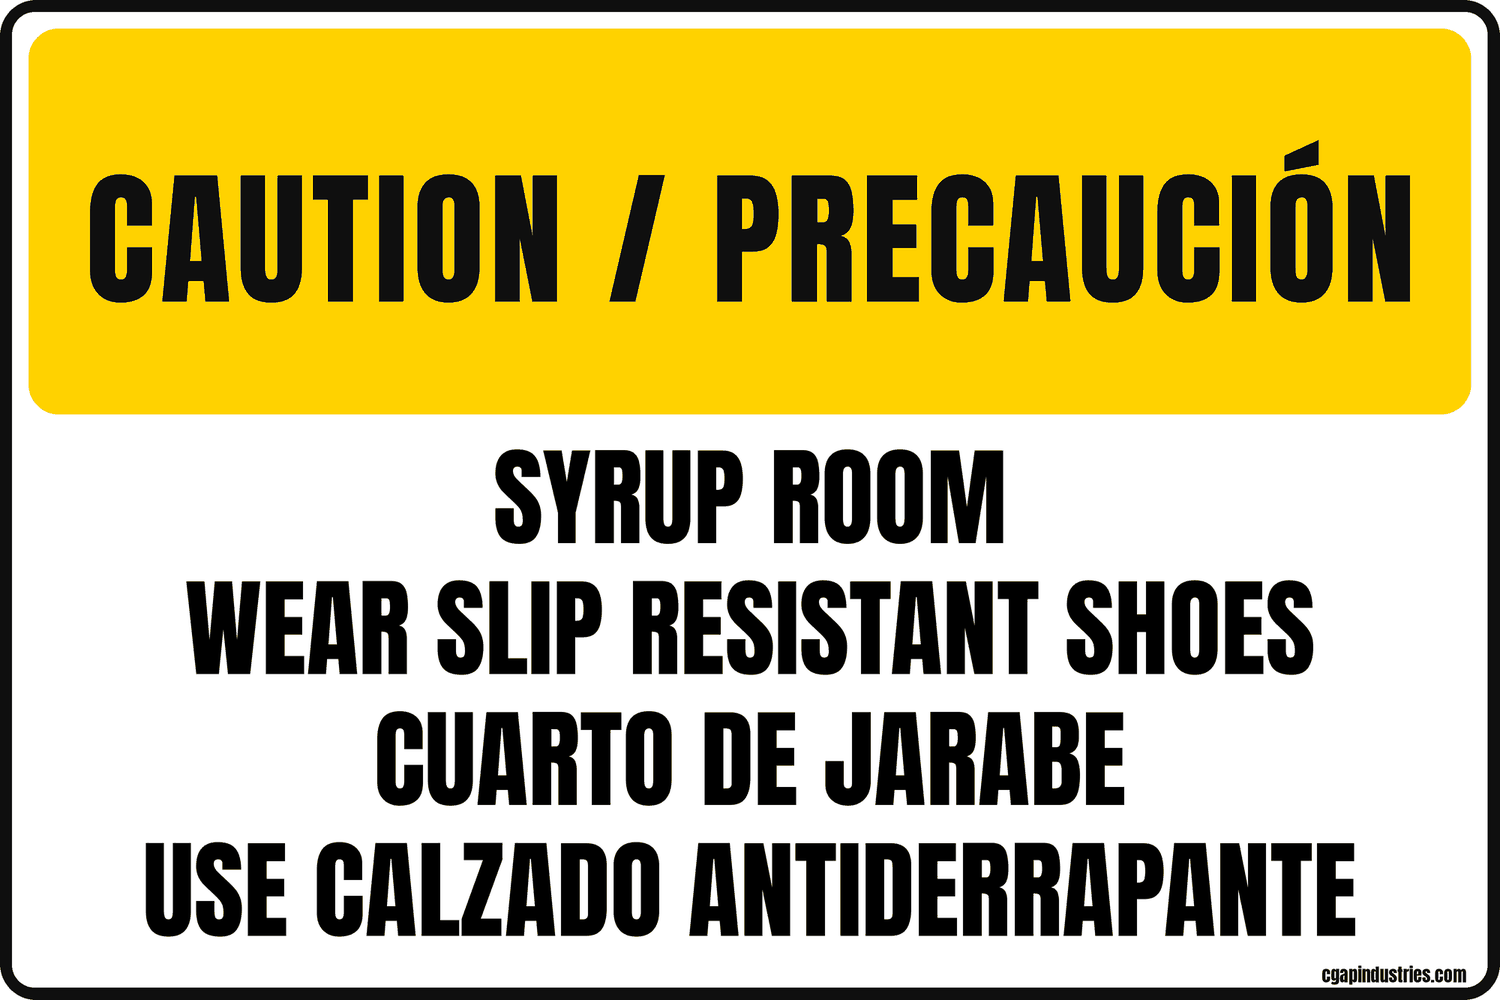 CAUTION / PRECAUCIÓN
SYRUP ROOM
WEAR SLIP RESISTANT SHOES
CUARTO DE JARABE
USE CALZADO ANTIDERRAPANTE
cgapindustries.com